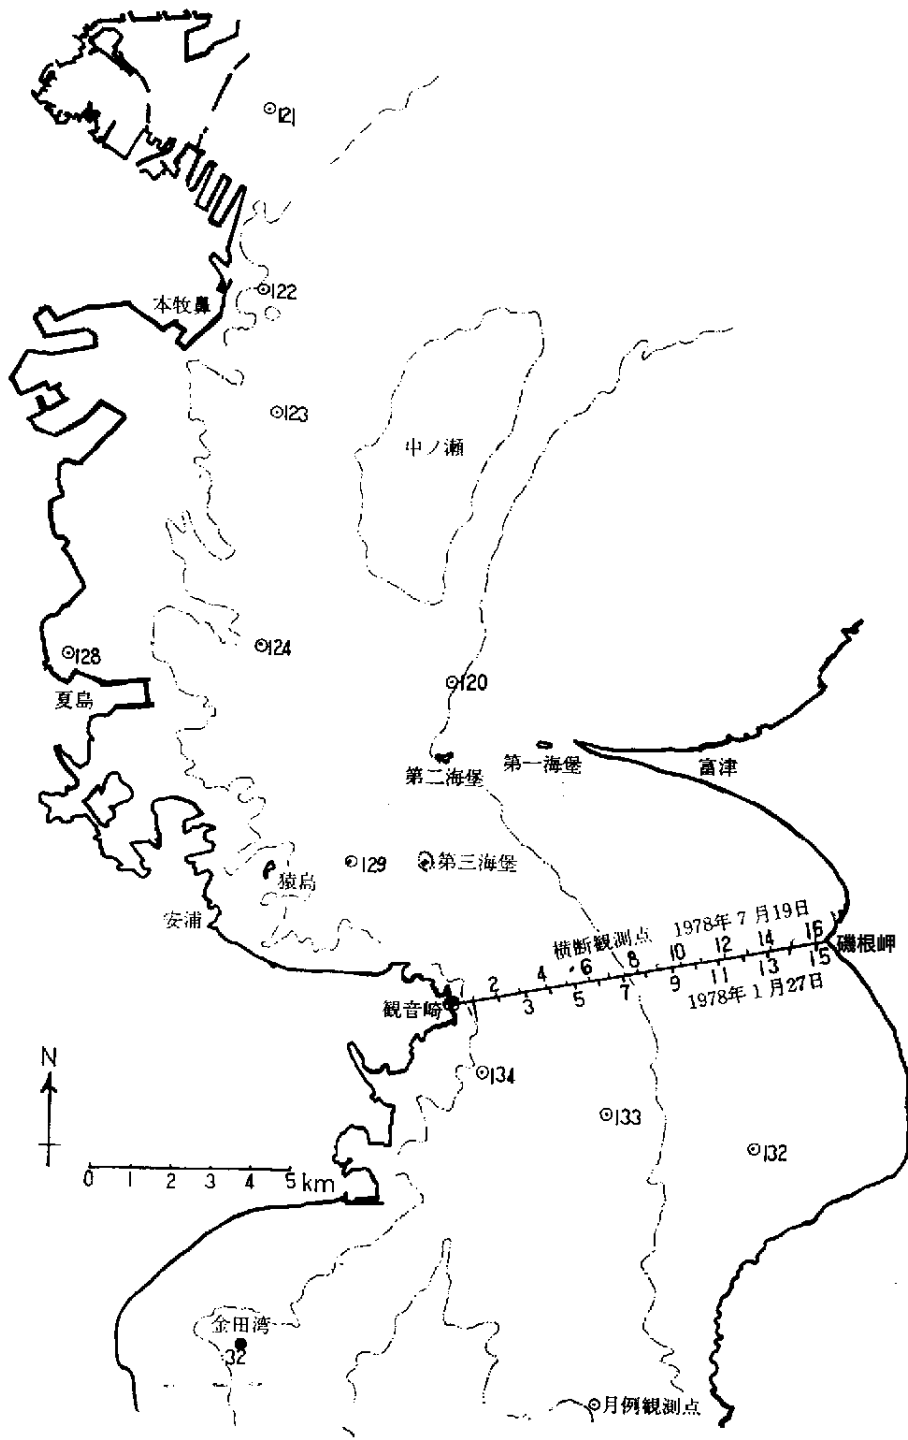 121
122
本牧鼻
123
中ノ瀬
124
128
夏島
120
第二海堡
第一海堡
富津
129
第三海堡
猿島
安浦
横断観測点 1978年7月19日
2 4 6 8 10 12 14 16
磯根岬
3 5 7 9 11 13 15
1978年1月27日
観音崎
134
N
133
132
0 1 2 3 4 5 km
金田湾
32
月例観測点